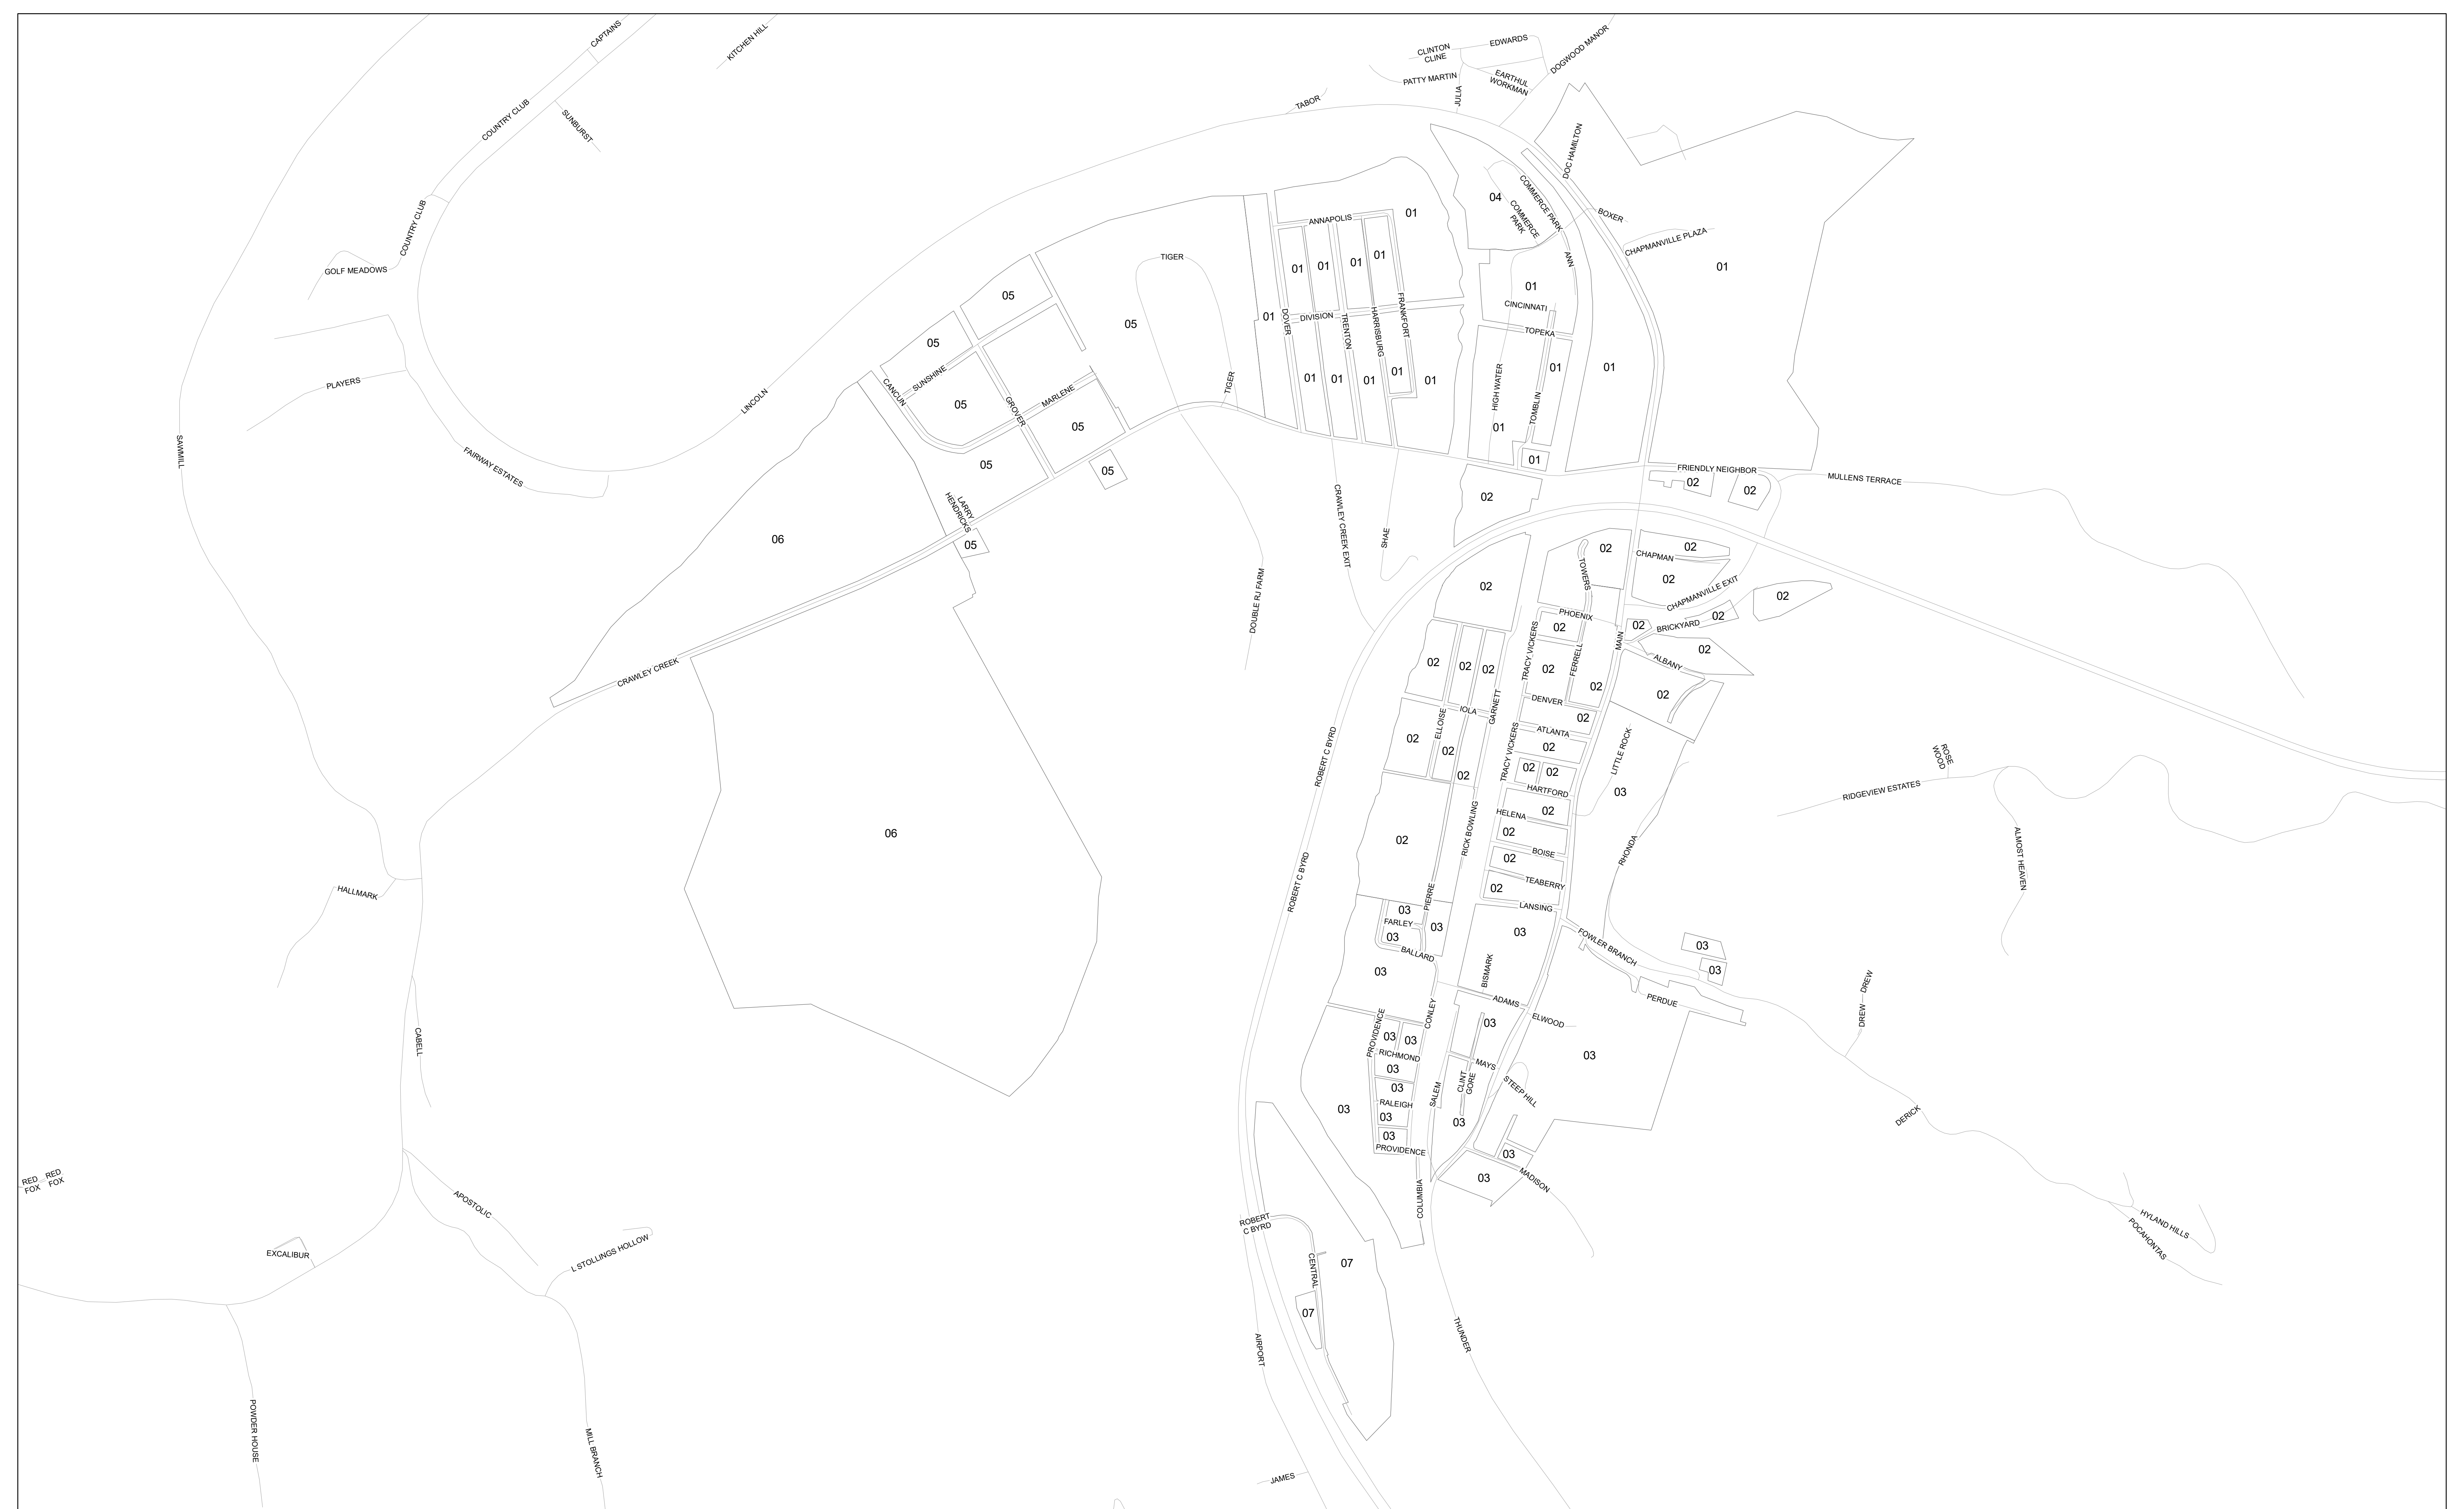 CAPTAINS
KITCHEN HILL
COUNTRY CLUB
SUNBURST
COUNTRY CLUB
GOLF MEADOWS
PLAYERS
FAIRWAY ESTATES
SAWMILL
LINCOLN
TABOR
CLINTON
CLINE
EDWARDS
PATTY MARTIN
EARTHUL
WORKMAN
JULIA
DOGWOOD MANOR
DOC HAMILTON
COMMERCE PARK
COMMERCE
PARK
04
BOXER
CHAPMANVILLE PLAZA
01
ANN
ANNAPOLIS
01
01
01
01
01
01
DOVER
DIVISION
TRENTON
HARRISBURG
FRANKFORT
01
01
01
01
01
01
CINCINNATI
TOPEKA
HIGH WATER
TOMBLIN
01
01
01
01
TIGER
TIGER
05
05
05
CANCUN
SUNSHINE
05
GROVER
MARLENE
05
05
05
LARRY
HENDRICKS
05
06
CRAWLEY CREEK
06
DOUBLE RJ FARM
CRAWLEY CREEK EXIT
SHAE
02
FRIENDLY NEIGHBOR
02
02
MULLENS TERRACE
02
02
TOWERS
CHAPMAN
02
02
CHAPMANVILLE EXIT
02
02
BRICKYARD
02
02
ALBANY
02
PHOENIX
02
TRACY VICKERS
02
FERRELL
02
MAIN
DENVER
02
ATLANTA
02
TRACY VICKERS
02
02
HARTFORD
02
HELENA
02
BOISE
02
TEABERRY
02
LANSING
02
02
02
IOLA
GARNETT
ELLOISE
02
02
02
RICK BOWLING
02
PIERRE
LITTLE ROCK
03
RHONDA
ROBERT C BYRD
ROBERT C BYRD
ROSE
WOOD
RIDGEVIEW ESTATES
ALMOST HEAVEN
03
FARLEY
03
03
BALLARD
03
03
BISMARK
FOWLER BRANCH
03
03
PERDUE
ADAMS
ELWOOD
CONLEY
PROVIDENCE
03
03
RICHMOND
03
03
RALEIGH
03
03
PROVIDENCE
03
03
MAYS
CLINT
GORE
SALEM
STEEP HILL
03
03
03
03
MADISON
COLUMBIA
DREW
DREW
DERICK
HYLAND HILLS
POCAHONTAS
HALLMARK
CABELL
APOSTOLIC
RED
FOX
RED
FOX
EXCALIBUR
L STOLLINGS HOLLOW
POWDER HOUSE
MILL BRANCH
ROBERT
C BYRD
CENTRAL
07
07
AIRPORT
JAMES
THUNDER